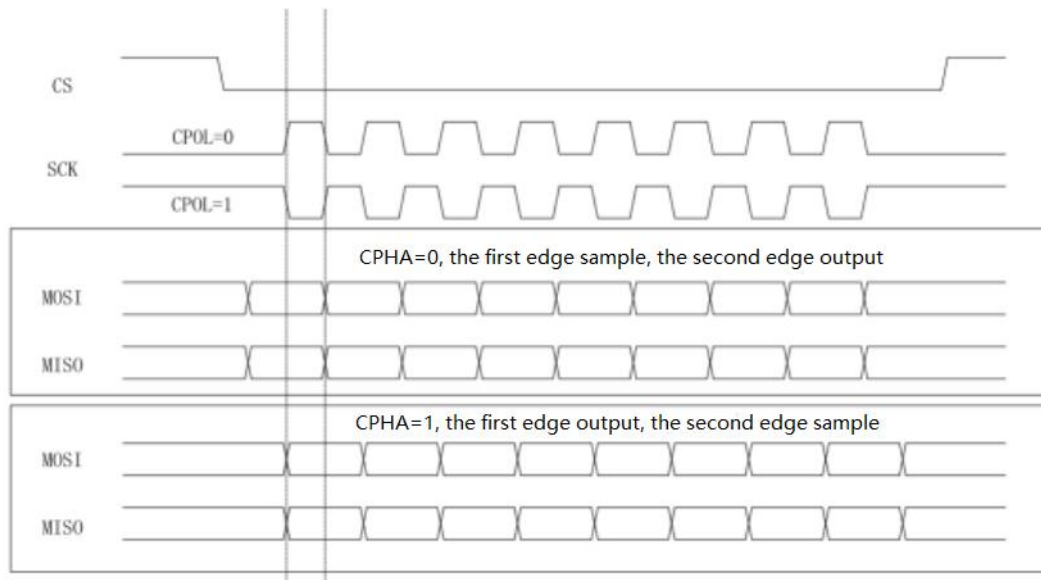 CS
CPOL=0
SCK
CPOL=1
CPHA=0, the first edge sample, the second edge output
MOSI
MISO
CPHA=1, the first edge output, the second edge sample
MOSI
MISO